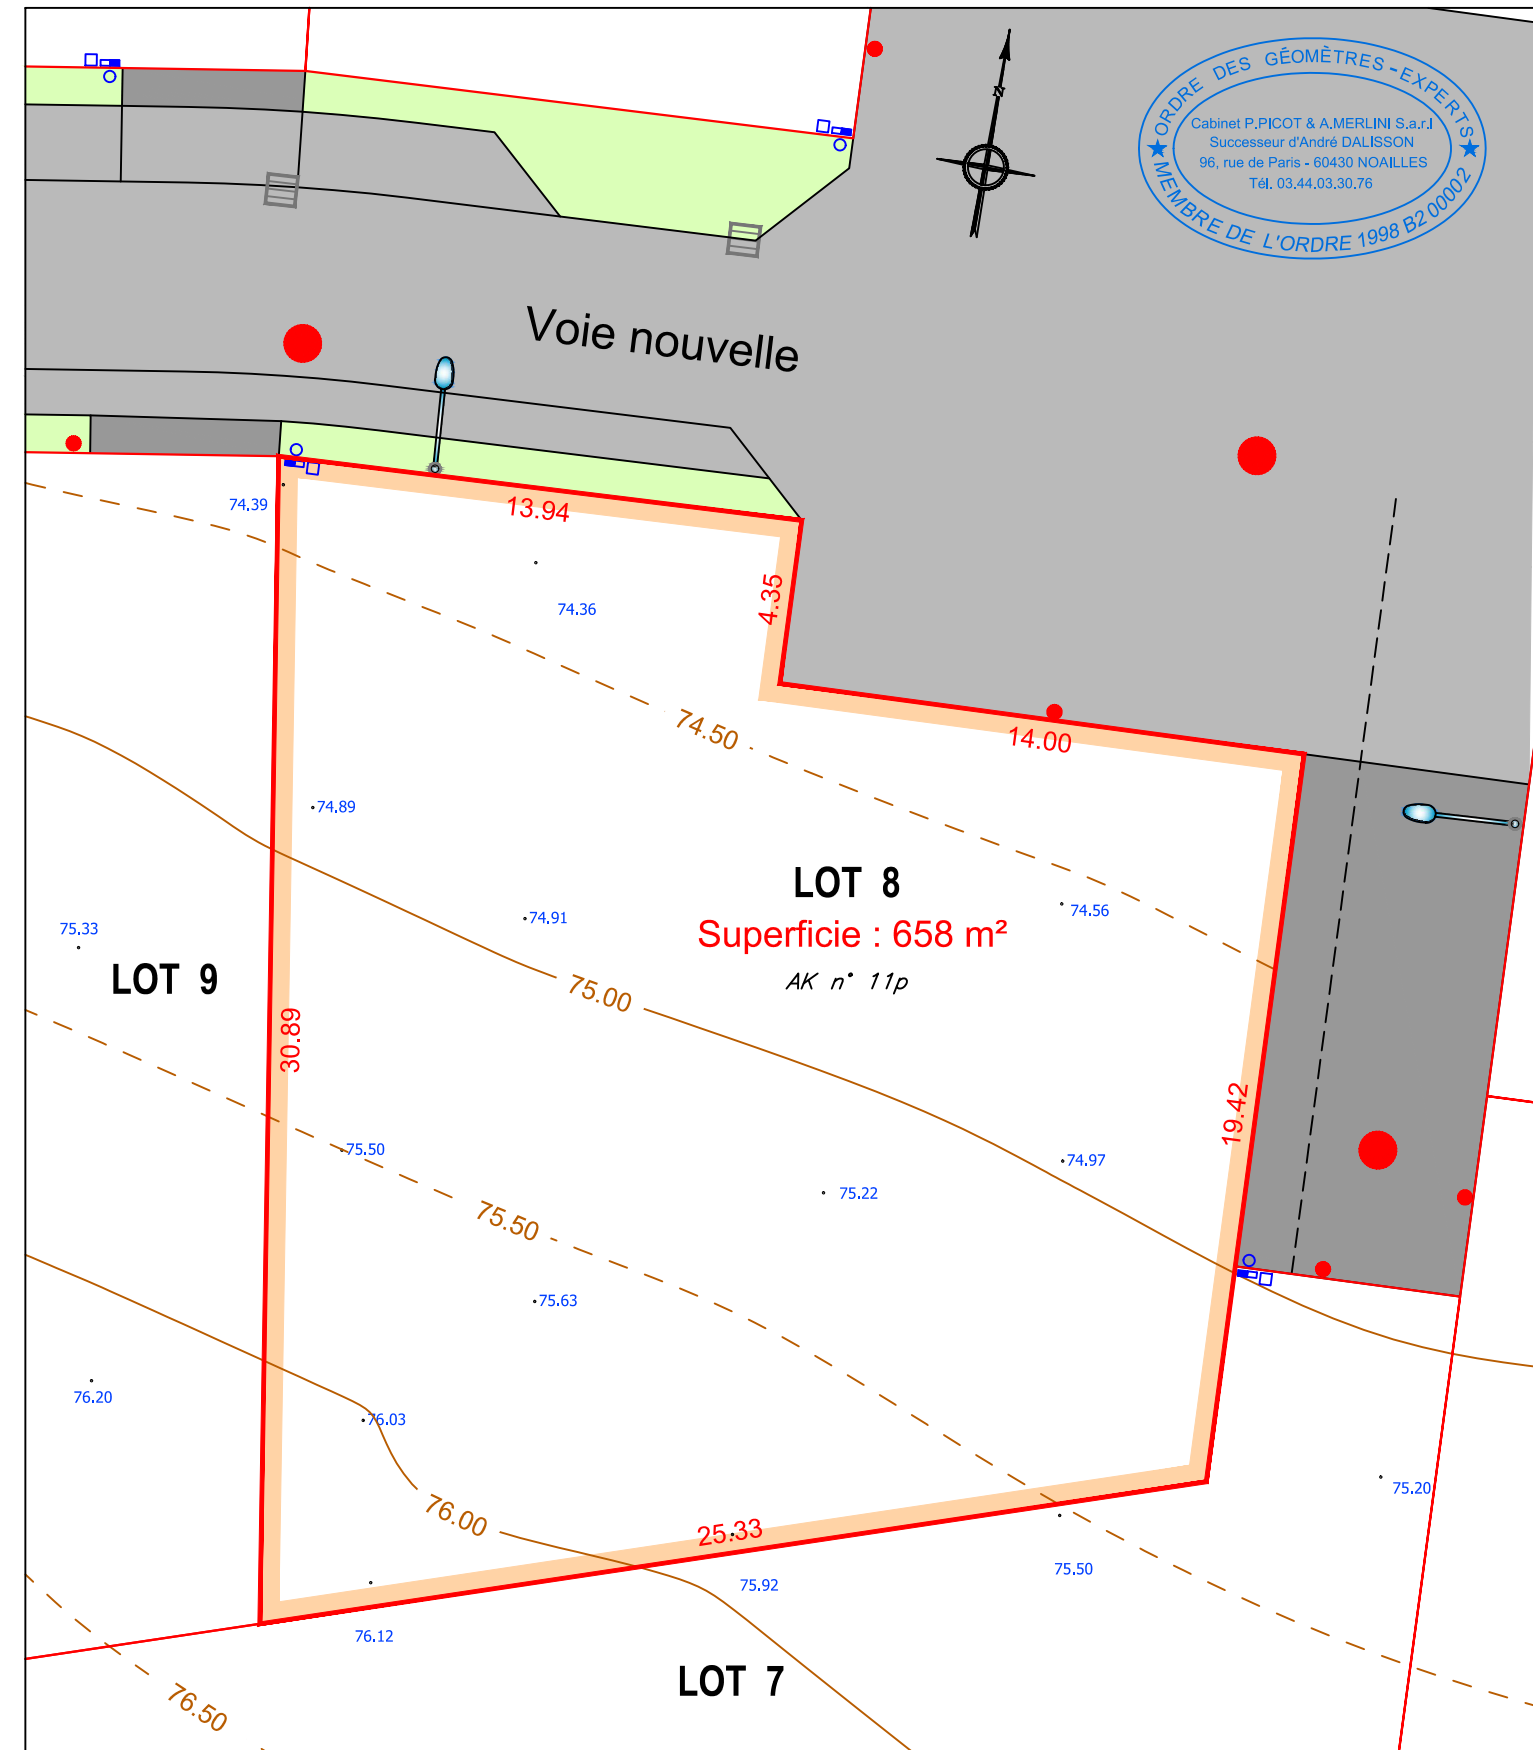 ORDRE DES GÉOMÈTRES - EXPERTS
Cabinet P.PICOT & A.MERLINI S.a.r.l
Successeur d'André DALISSON
96, rue de Paris - 60430 NOAILLES
Tél. 03.44.03.30.76
MEMBRE DE L'ORDRE 1998 B2 00002
N
Voie nouvelle
74.39
13.94
4.35
74.36
74.50
14.00
74.89
LOT 8
74.56
74.91
Superficie : 658 m²
75.33
LOT 9
AK n° 11p
75.00
30.89
19.42
75.50
74.97
75.22
75.50
75.63
76.20
76.03
75.20
76.00
25.33
75.92
75.50
76.12
LOT 7
76.50